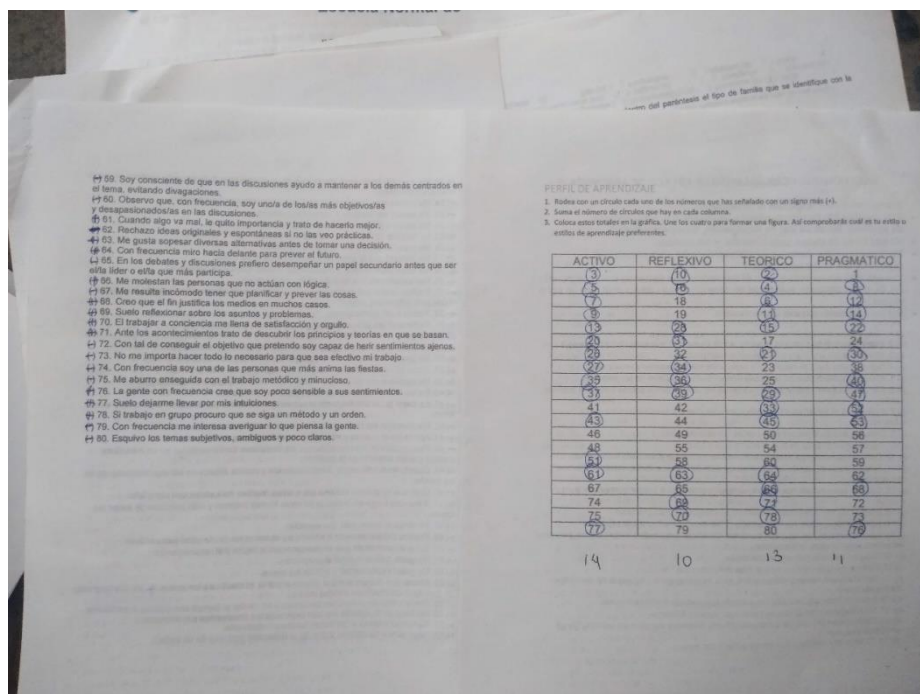 Escuela Normal de
del paréntesis el tipo de familia que se identifique con la
(-) 59. Soy consciente de que en las discusiones ayudo a mantener a los demás centrados en
el tema, evitando divagaciones.
(-) 60. Observo que, con frecuencia, soy uno/a de los/as más objetivos/as
y desapasionados/as en las discusiones.
(+) 61. Cuando algo va mal, le quito importancia y trato de hacerlo mejor.
62. Rechazo ideas originales y espontáneas si no las veo prácticas.
(+) 63. Me gusta sopesar diversas alternativas antes de tomar una decisión.
(+) 64. Con frecuencia miro hacia delante para prever el futuro.
(-) 65. En los debates y discusiones prefiero desempeñar un papel secundario antes que ser
el/la líder o el/la que más participa.
(+) 66. Me molestan las personas que no actúan con lógica.
(-) 67. Me resulta incómodo tener que planificar y prever las cosas.
(+) 68. Creo que el fin justifica los medios en muchos casos.
(+) 69. Suelo reflexionar sobre los asuntos y problemas.
(+) 70. El trabajar a conciencia me llena de satisfacción y orgullo.
(+) 71. Ante los acontecimientos trato de descubrir los principios y teorías en que se basan.
(-) 72. Con tal de conseguir el objetivo que pretendo soy capaz de herir sentimientos ajenos.
(-) 73. No me importa hacer todo lo necesario para que sea efectivo mi trabajo.
(-) 74. Con frecuencia soy una de las personas que más anima las fiestas.
(-) 75. Me aburro enseguida con el trabajo metódico y minucioso.
(+) 76. La gente con frecuencia cree que soy poco sensible a sus sentimientos.
(+) 77. Suelo dejarme llevar por mis intuiciones.
(+) 78. Si trabajo en grupo procuro que se siga un método y un orden.
(-) 79. Con frecuencia me interesa averiguar lo que piensa la gente.
(-) 80. Esquivo los temas subjetivos, ambiguos y poco claros.
PERFIL DE APRENDIZAJE
1. Rodea con un círculo cada uno de los números que has señalado con un signo más (+).
2. Suma el número de círculos que hay en cada columna.
3. Coloca estos totales en la gráfica. Une los cuatro para formar una figura. Así comprobarás cuál es tu estilo o
estilos de aprendizaje preferentes.
ACTIVO REFLEXIVO TEORICO PRAGMATICO
3 10 2 1
5 16 4 8
7 18 6 12
9 19 11 14
13 28 15 22
20 31 17 24
26 32 21 30
27 34 23 38
35 36 25 40
37 39 29 47
41 42 33 52
43 44 45 53
46 49 50 56
48 55 54 57
51 58 60 59
61 63 64 62
67 65 66 68
74 69 71 72
75 70 78 73
77 79 80 76
14 10 13 11